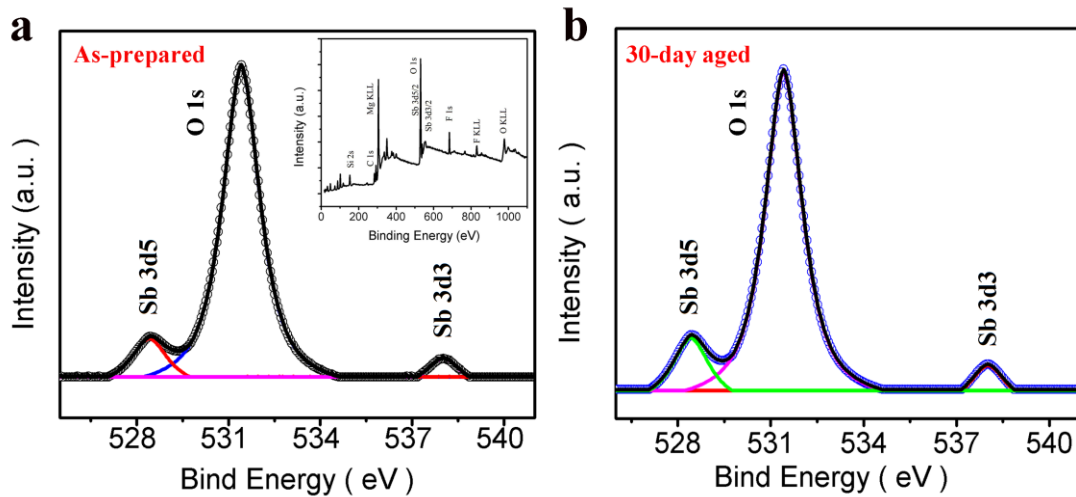 a
As-prepared
Intensity (a.u.)
Sb 3d5
O 1s
Sb 3d3
528
531
534
537
540
Bind Energy ( eV)
Intensity (a.u.)
Si 2s
C 1s
Mg KLL
Sb 3d5/2
O 1s
Sb 3d3/2
F 1s
F KLL
O KLL
0
200
400
600
800
1000
Binding Energy (eV)
b
30-day aged
Intensity ( a.u.)
Sb 3d5
O 1s
Sb 3d3
528
531
534
537
540
Bind Energy ( eV)